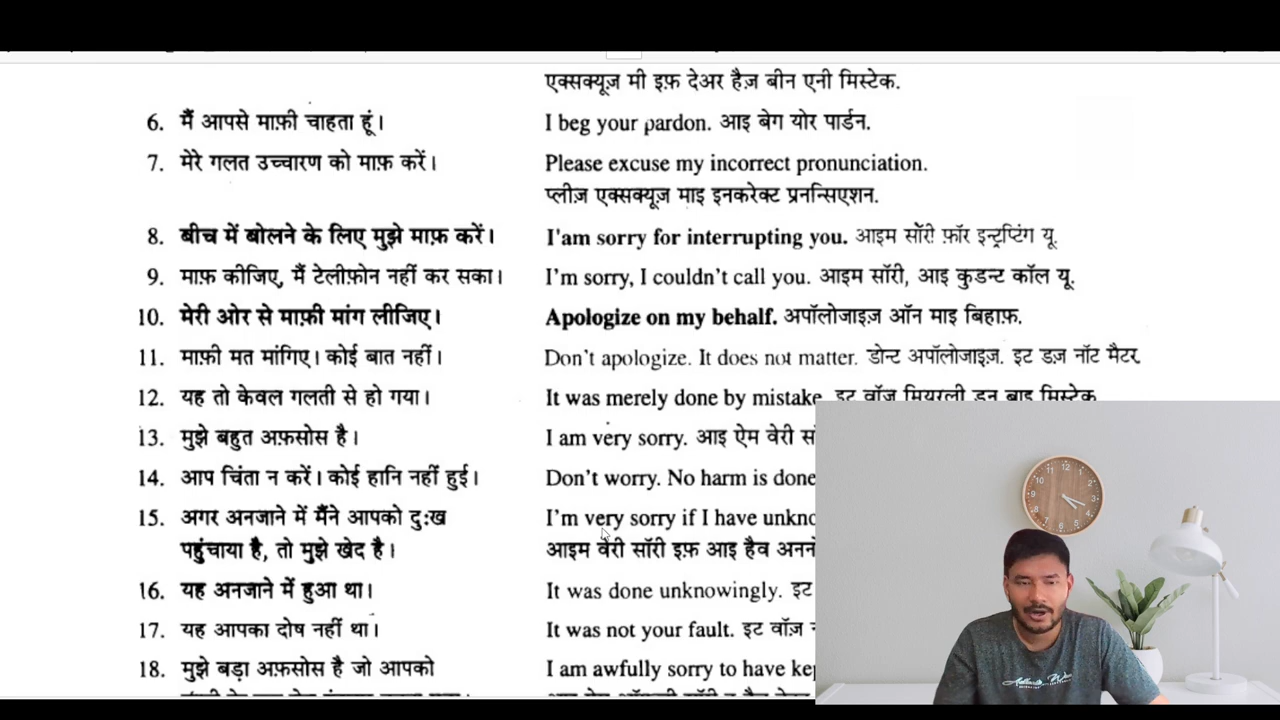 एक्सक्यूज़ मी इफ़ देअर हैज़ बीन एनी मिस्टेक.
6. मैं आपसे माफ़ी चाहता हूं। I beg your pardon. आइ बेग योर पार्डन.
7. मेरे गलत उच्चारण को माफ़ करें। Please excuse my incorrect pronunciation.
प्लीज़ एक्सक्यूज़ माइ इनकरेक्ट प्रनन्सिएशन.
8. बीच में बोलने के लिए मुझे माफ़ करें। I'am sorry for interrupting you. आइम सॉरी फ़ॉर इन्ट्रप्टिंग यू.
9. माफ़ कीजिए, मैं टेलीफ़ोन नहीं कर सका। I'm sorry, I couldn't call you. आइम सॉरी, आइ कुडन्ट कॉल यू.
10. मेरी ओर से माफ़ी मांग लीजिए। Apologize on my behalf. अपॉलोजाइज़ ऑन माइ बिहाफ़.
11. माफ़ी मत मांगिए। कोई बात नहीं। Don't apologize. It does not matter. डोन्ट अपॉलोजाइज़. इट डज़ नॉट मैटर.
12. यह तो केवल गलती से हो गया। It was merely done by mistake. इट वॉज़ मियरली डन बाइ मिस्टेक
13. मुझे बहुत अफ़सोस है। I am very sorry. आइ ऐम वेरी
14. आप चिंता न करें। कोई हानि नहीं हुई। Don't worry. No harm is done
15. अगर अनजाने में मैंने आपको दुःख I'm very sorry if I have
पहुंचाया है, तो मुझे खेद है। आइम वेरी सॉरी इफ़ आइ हैव
16. यह अनजाने में हुआ था। It was done unknowingly. इट
17. यह आपका दोष नहीं था। It was not your fault. इट वॉज़
18. मुझे बड़ा अफ़सोस है जो आपको I am awfully sorry to have